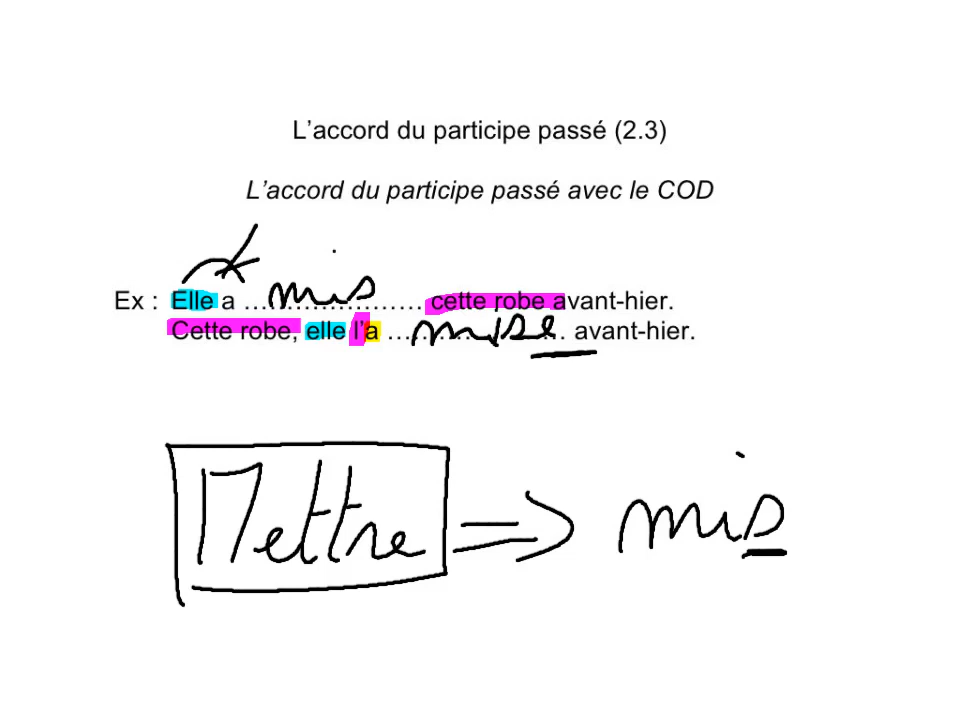 L'accord du participe passé (2.3)
L'accord du participe passé avec le COD
.
Ex : Elle a ...... mis ............ cette robe avant-hier.
Cette robe, elle l'a ...... mise ...... avant-hier.
Mettre => mis